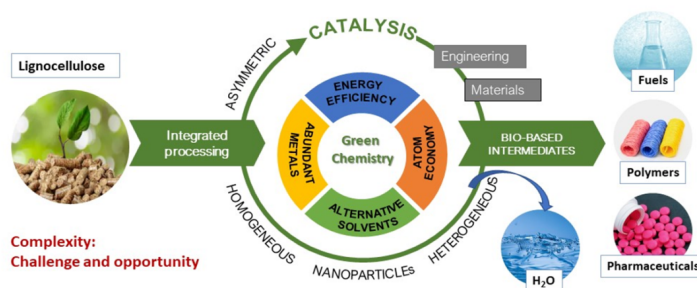 Lignocellulose
Integrated
processing
Complexity:
Challenge and opportunity
CATALYSIS
ASYMMETRIC
HOMOGENEOUS
NANOPARTICLEs
HETEROGENEOUS
ENERGY
EFFICIENCY
ABUNDANT
METALS
Green
Chemistry
ATOM
ECONOMY
ALTERNATIVE
SOLVENTS
Engineering
Materials
BIO-BASED
INTERMEDIATES
H₂O
Fuels
Polymers
Pharmaceuticals